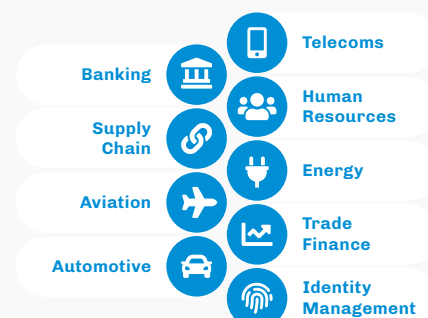 Telecoms
Banking
Human
Resources
Supply
Chain
Energy
Aviation
Trade
Finance
Automotive
Identity
Management